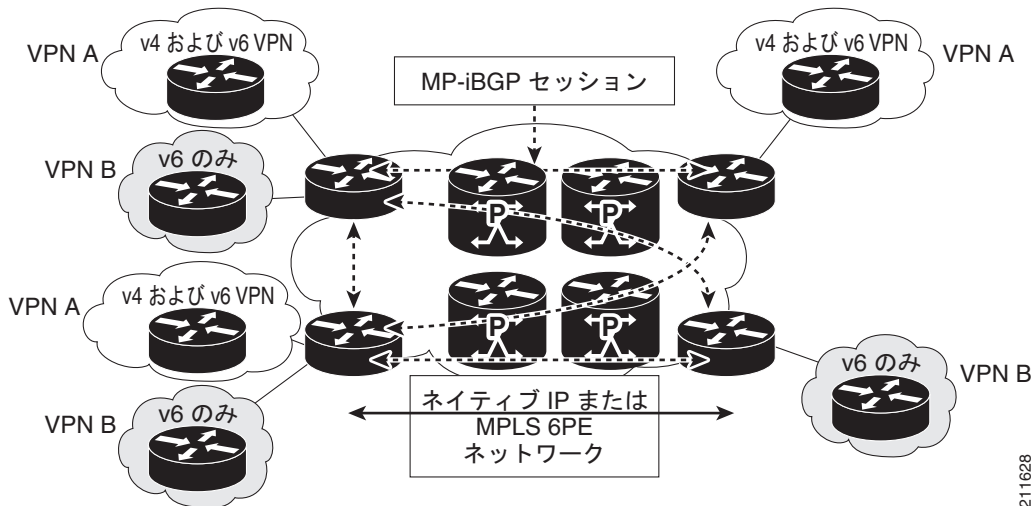 VPN A
v4 および v6 VPN
v4 および v6 VPN
VPN A
MP-iBGP セッション
VPN B
v6 のみ
P
P
VPN A
v4 および v6 VPN
P
P
v6 のみ
VPN B
VPN B
v6 のみ
ネイティブ IP または
MPLS 6PE
ネットワーク
211628